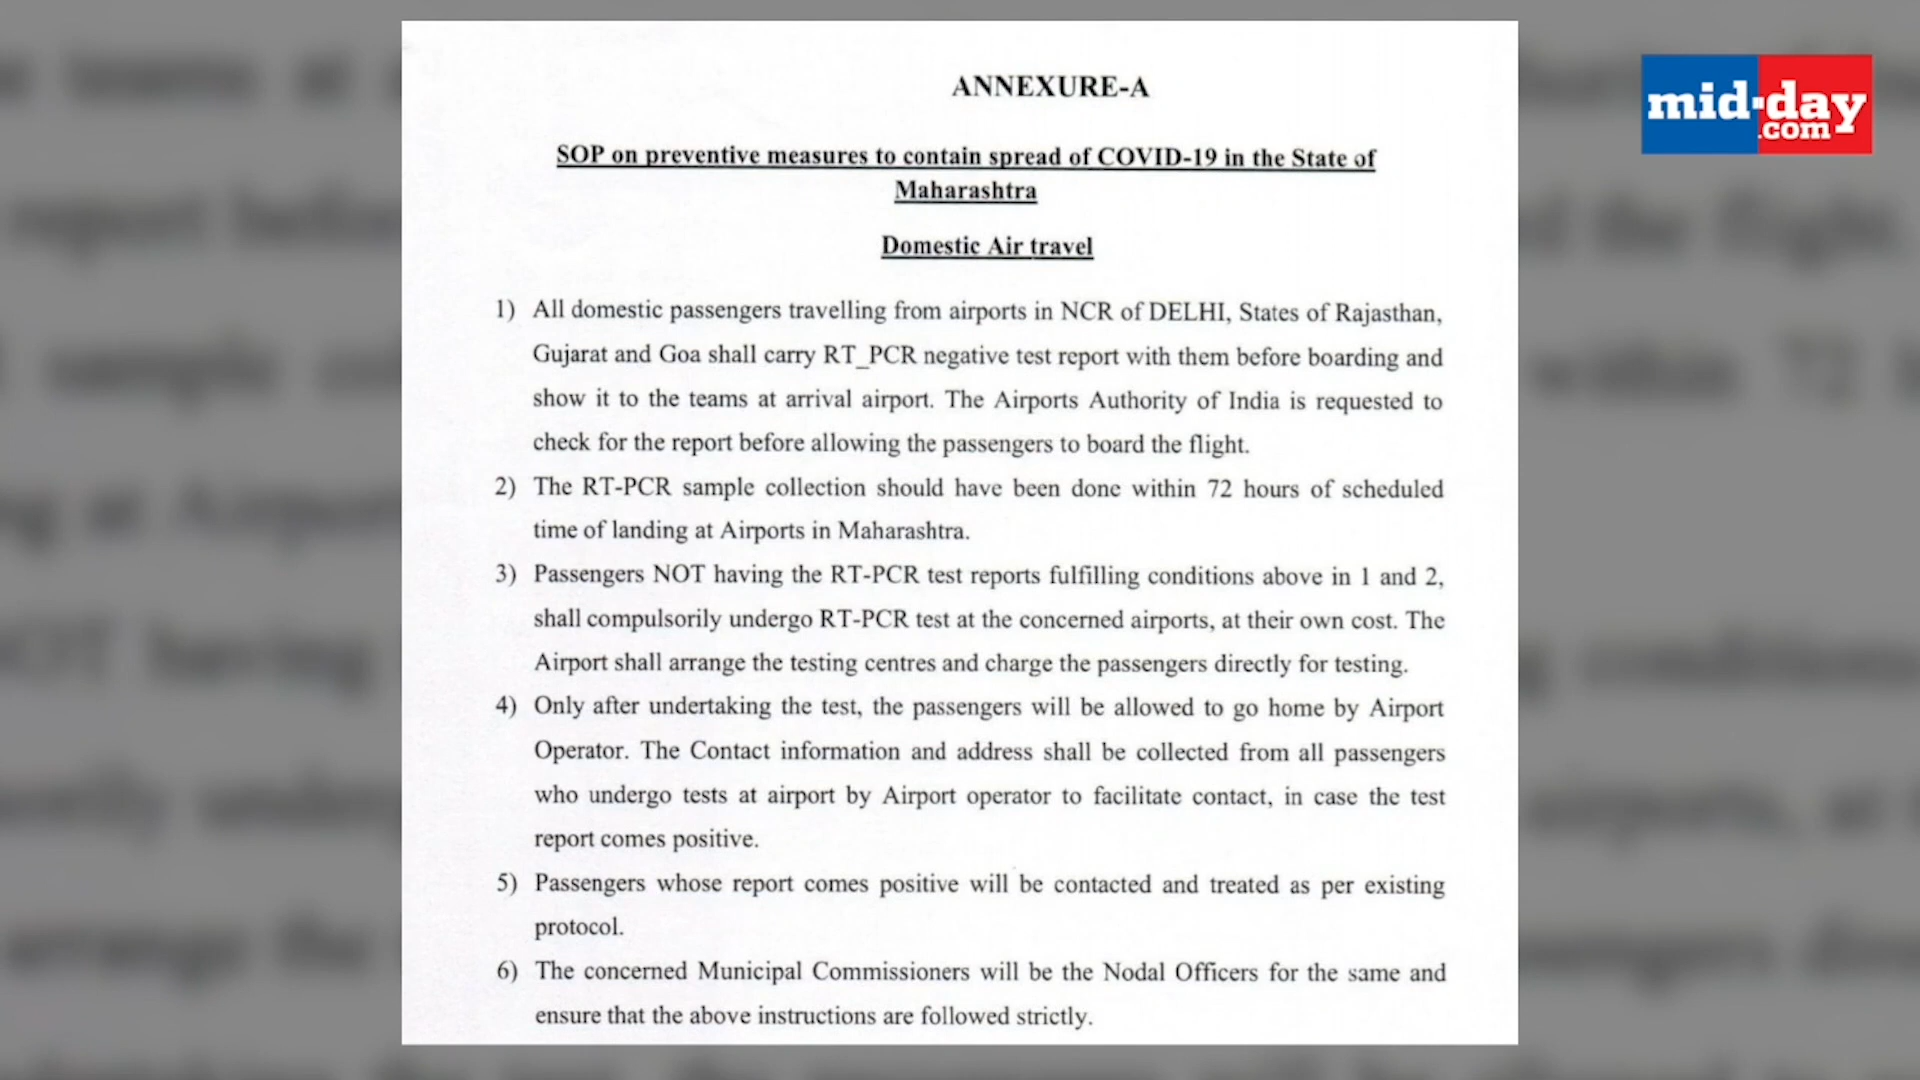 ANNEXURE-A
SOP on preventive measures to contain spread of COVID-19 in the State of
Maharashtra
Domestic Air travel
1) All domestic passengers travelling from airports in NCR of DELHI, States of Rajasthan,
Gujarat and Goa shall carry RT_PCR negative test report with them before boarding and
show it to the teams at arrival airport. The Airports Authority of India is requested to
check for the report before allowing the passengers to board the flight.
2) The RT-PCR sample collection should have been done within 72 hours of scheduled
time of landing at Airports in Maharashtra.
3) Passengers NOT having the RT-PCR test reports fulfilling conditions above in 1 and 2,
shall compulsorily undergo RT-PCR test at the concerned airports, at their own cost. The
Airport shall arrange the testing centres and charge the passengers directly for testing.
4) Only after undertaking the test, the passengers will be allowed to go home by Airport
Operator. The Contact information and address shall be collected from all passengers
who undergo tests at airport by Airport operator to facilitate contact, in case the test
report comes positive.
5) Passengers whose report comes positive will be contacted and treated as per existing
protocol.
6) The concerned Municipal Commissioners will be the Nodal Officers for the same and
ensure that the above instructions are followed strictly.
mid-day
.com